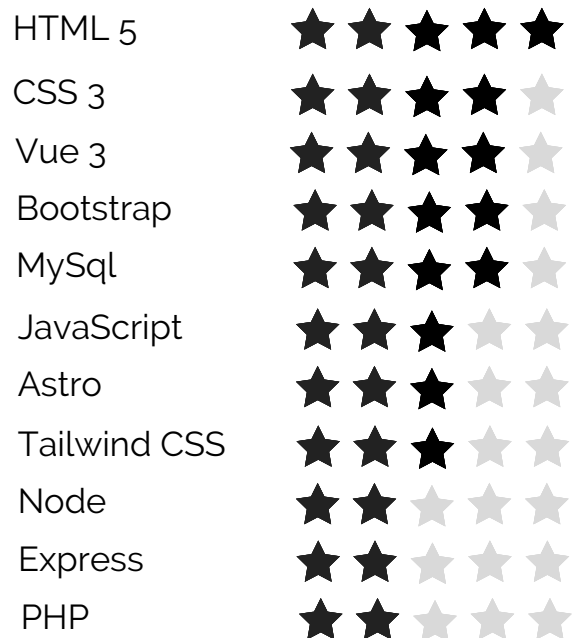 HTML 5
CSS 3
Vue 3
Bootstrap
MySql
JavaScript
Astro
Tailwind CSS
Node
Express
PHP